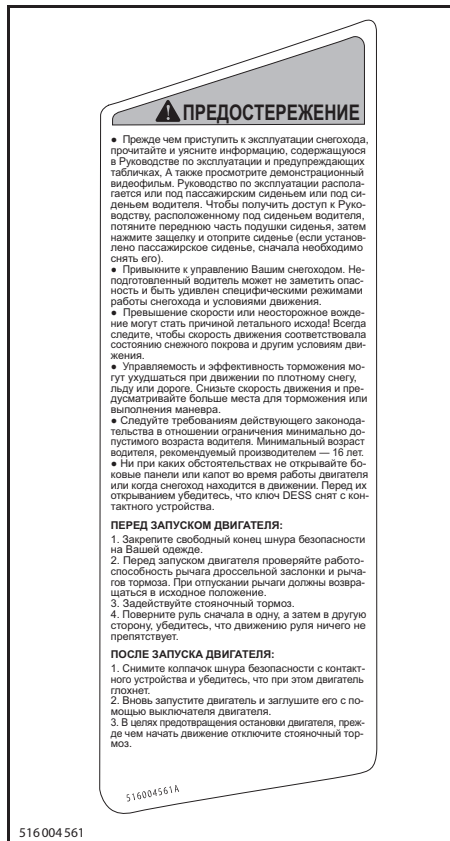 ПРЕДОСТЕРЕЖЕНИЕ
● Прежде чем приступить к эксплуатации снегохода,
прочитайте и уясните информацию, содержащуюся
в Руководстве по эксплуатации и предупреждающих
табличках, А также просмотрите демонстрационный
видеофильм. Руководство по эксплуатации распола-
гается или под пассажирским сиденьем или под си-
деньем водителя. Чтобы получить доступ к Руко-
водству, расположенному под сиденьем водителя,
потяните переднюю часть подушки сиденья, затем
нажмите защелку и отоприте сиденье (если установ-
лено пассажирское сиденье, сначала необходимо
снять его).
● Привыкните к управлению Вашим снегоходом. Не-
подготовленный водитель может не заметить опас-
ность и быть удивлен специфическими режимами
работы снегохода и условиями движения.
● Превышение скорости или неосторожное вожде-
ние могут стать причиной летального исхода! Всегда
следите, чтобы скорость движения соответствовала
состоянию снежного покрова и другим условиям дви-
жения.
● Управляемость и эффективность торможения мо-
гут ухудшаться при движении по плотному снегу,
льду или дороге. Снизьте скорость движения и пре-
дусматривайте больше места для торможения или
выполнения маневра.
● Следуйте требованиям действующего законода-
тельства в отношении ограничения минимально до-
пустимого возраста водителя. Минимальный возраст
водителя, рекомендуемый производителем — 16 лет.
● Ни при каких обстоятельствах не открывайте бо-
ковые панели или капот во время работы двигателя
или когда снегоход находится в движении. Перед их
открыванием убедитесь, что ключ DESS снят с кон-
тактного устройства.
ПЕРЕД ЗАПУСКОМ ДВИГАТЕЛЯ:
1. Закрепите свободный конец шнура безопасности
на Вашей одежде.
2. Перед запуском двигателя проверяйте работо-
способность рычага дроссельной заслонки и рыча-
гов тормоза. При отпускании рычаги должны возвра-
щаться в исходное положение.
3. Задействуйте стояночный тормоз.
4. Поверните руль сначала в одну, а затем в другую
сторону, убедитесь, что движению руля ничего не
препятствует.
ПОСЛЕ ЗАПУСКА ДВИГАТЕЛЯ:
1. Снимите колпачок шнура безопасности с контакт-
ного устройства и убедитесь, что при этом двигатель
глохнет.
2. Вновь запустите двигатель и заглушите его с по-
мощью выключателя двигателя.
3. В целях предотвращения остановки двигателя, преж-
де чем начать движение отключите стояночный тор-
моз.
516004561A
516 004 561